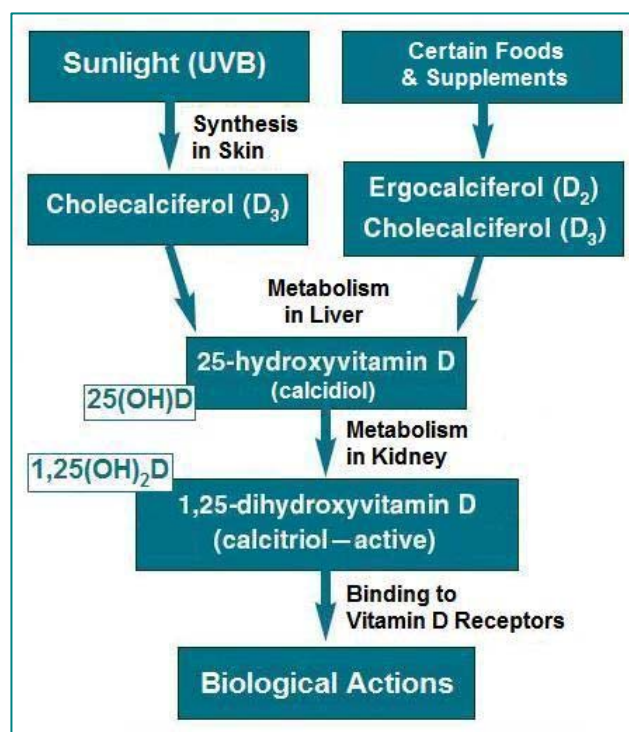 Sunlight (UVB)
Certain Foods
& Supplements
Synthesis
in Skin
Cholecalciferol (D₃)
Ergocalciferol (D₂)
Cholecalciferol (D₃)
Metabolism
in Liver
25-hydroxyvitamin D
(calcidiol)
25(OH)D
Metabolism
in Kidney
1,25(OH)₂D
1,25-dihydroxyvitamin D
(calcitriol—active)
Binding to
Vitamin D Receptors
Biological Actions